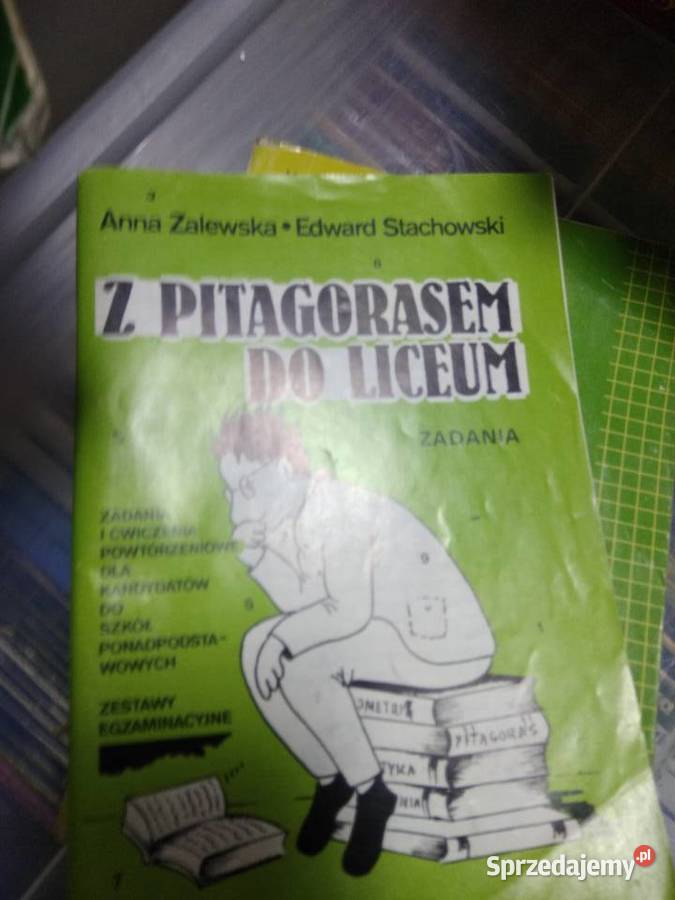 Anna Zalewska • Edward Stachowski
Z PITAGORASEM
DO LICEUM
ZADANIA
ZADANIA
I ĆWICZENIA
POWTÓRZENIOWE
DLA
KANDYDATÓW
DO
SZKÓŁ
PONADPODSTA-
WOWYCH
ZESTAWY
EGZAMINACYJNE
PITAGORAS
Sprzedajemy.pl